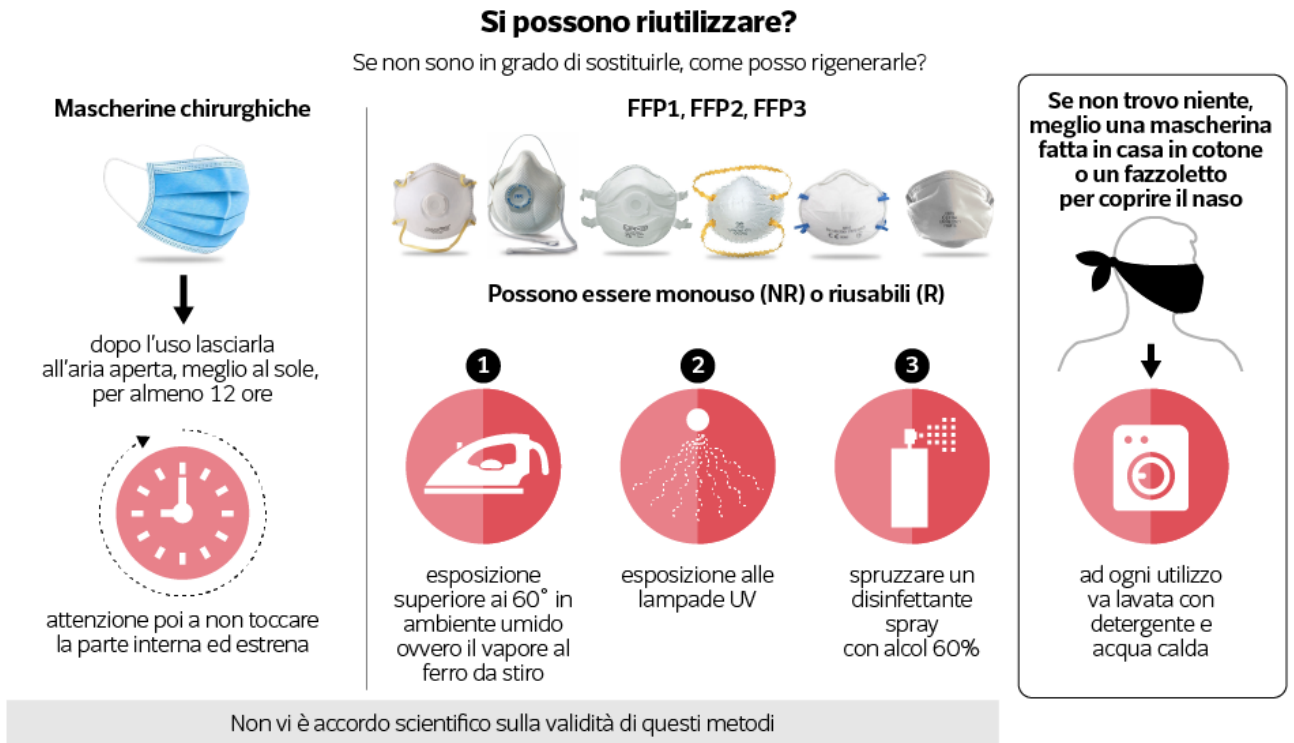 Si possono riutilizzare?
Se non sono in grado di sostituirle, come posso rigenerarle?
Mascherine chirurghiche
dopo l'uso lasciarla
all'aria aperta, meglio al sole,
per almeno 12 ore
attenzione poi a non toccare
la parte interna ed estrena
FFP1, FFP2, FFP3
Possono essere monouso (NR) o riusabili (R)
1
esposizione
superiore ai 60° in
ambiente umido
ovvero il vapore al
ferro da stiro
2
esposizione alle
lampade UV
3
spruzzare un
disinfettante
spray
con alcol 60%
Non vi è accordo scientifico sulla validità di questi metodi
Se non trovo niente,
meglio una mascherina
fatta in casa in cotone
o un fazzoletto
per coprire il naso
ad ogni utilizzo
va lavata con
detergente e
acqua calda